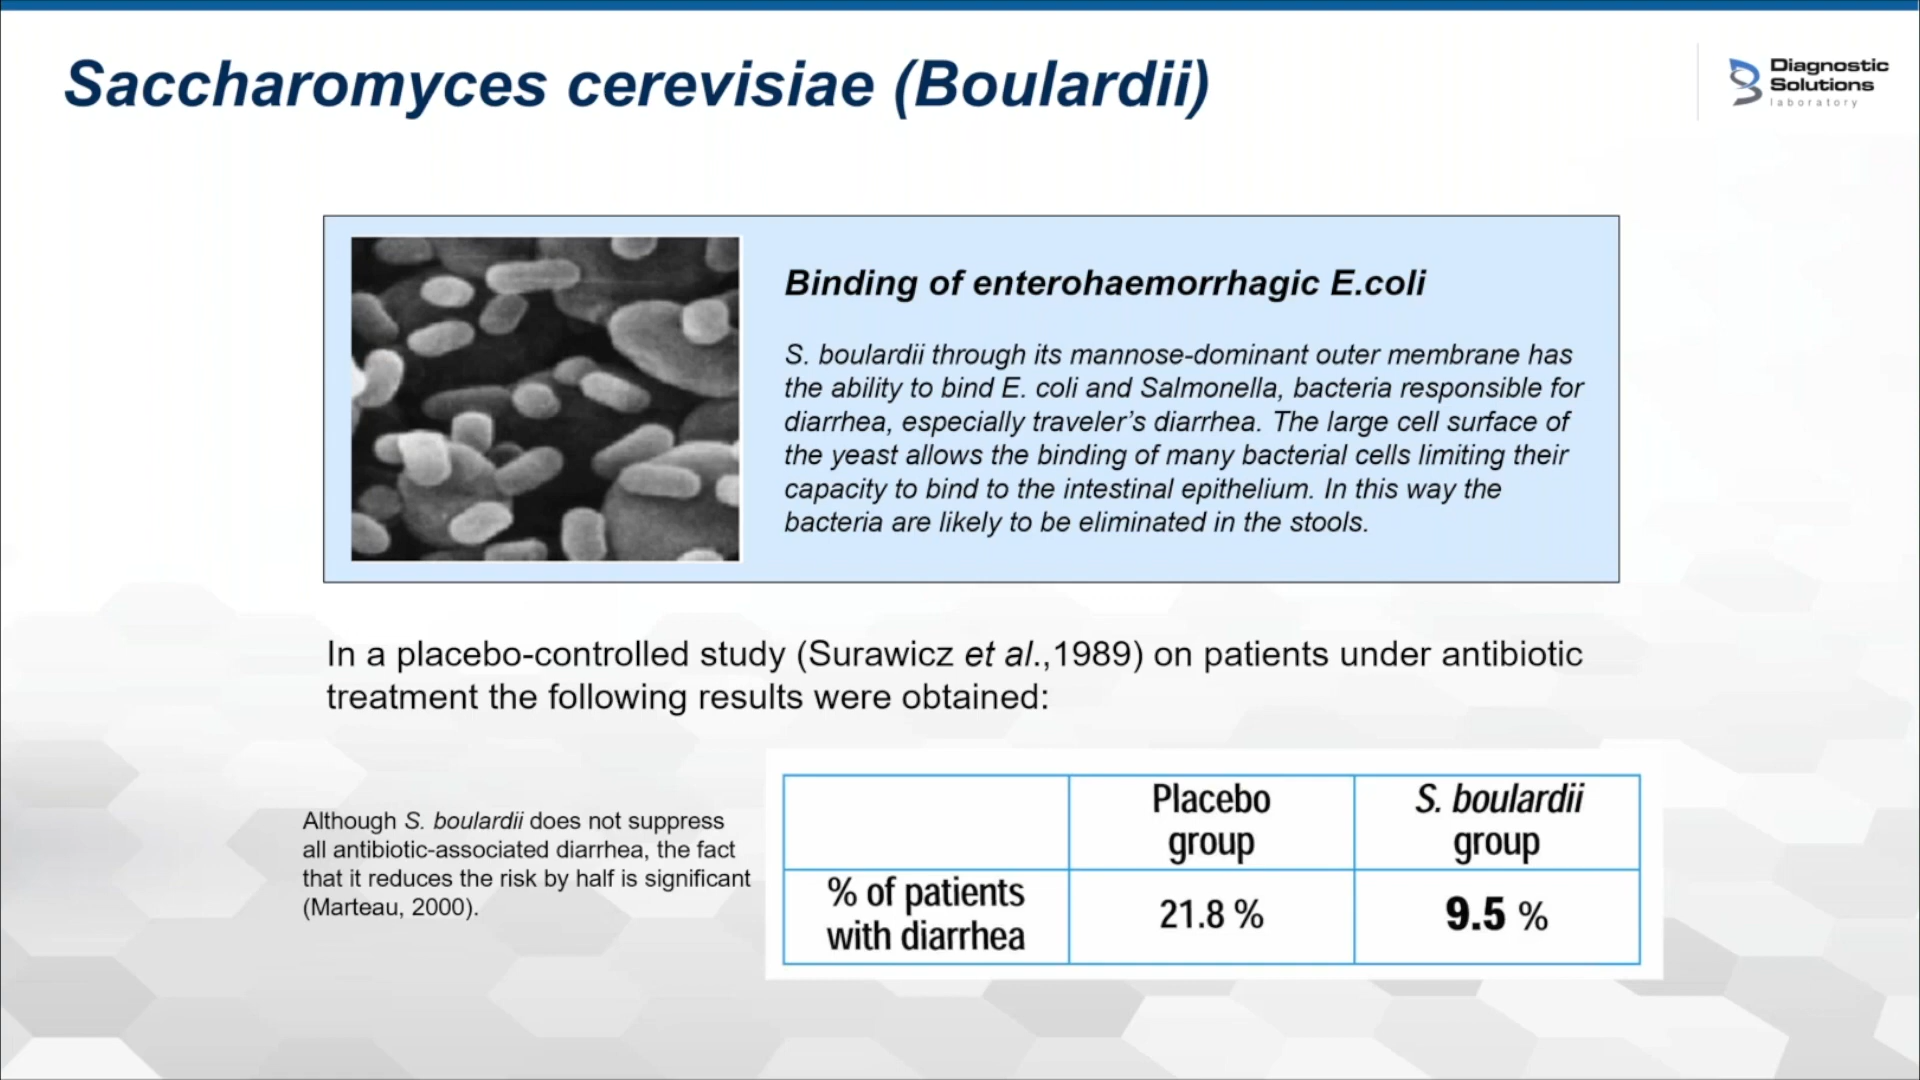 Saccharomyces cerevisiae (Boulardii)
Diagnostic
Solutions
laboratory
Binding of enterohaemorrhagic E.coli
S. boulardii through its mannose-dominant outer membrane has
the ability to bind E. coli and Salmonella, bacteria responsible for
diarrhea, especially traveler’s diarrhea. The large cell surface of
the yeast allows the binding of many bacterial cells limiting their
capacity to bind to the intestinal epithelium. In this way the
bacteria are likely to be eliminated in the stools.
In a placebo-controlled study (Surawicz et al.,1989) on patients under antibiotic
treatment the following results were obtained:
Although S. boulardii does not suppress
all antibiotic-associated diarrhea, the fact
that it reduces the risk by half is significant
(Marteau, 2000).
Placebo
group
S. boulardii
group
% of patients
with diarrhea
21.8 %
9.5 %